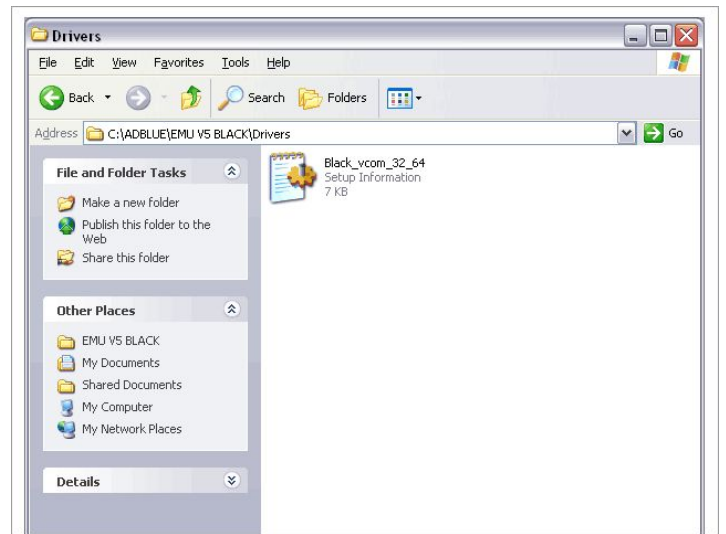 Drivers
File Edit View Favorites Tools Help
Back Search Folders
Address C:\ADBLUE\EMU V5 BLACK\Drivers Go
File and Folder Tasks
Make a new folder
Publish this folder to the
Web
Share this folder
Other Places
EMU V5 BLACK
My Documents
Shared Documents
My Computer
My Network Places
Details
Black_vcom_32_64
Setup Information
7 KB